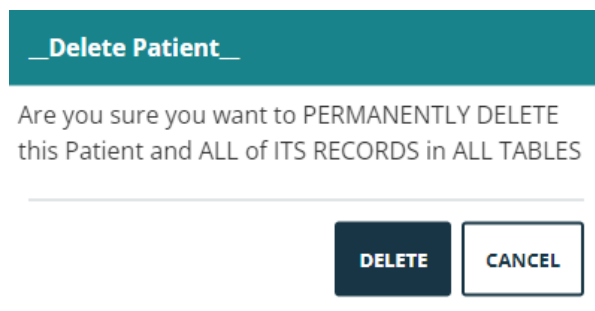 __Delete Patient__
Are you sure you want to PERMANENTLY DELETE
this Patient and ALL of ITS RECORDS in ALL TABLES
DELETE
CANCEL